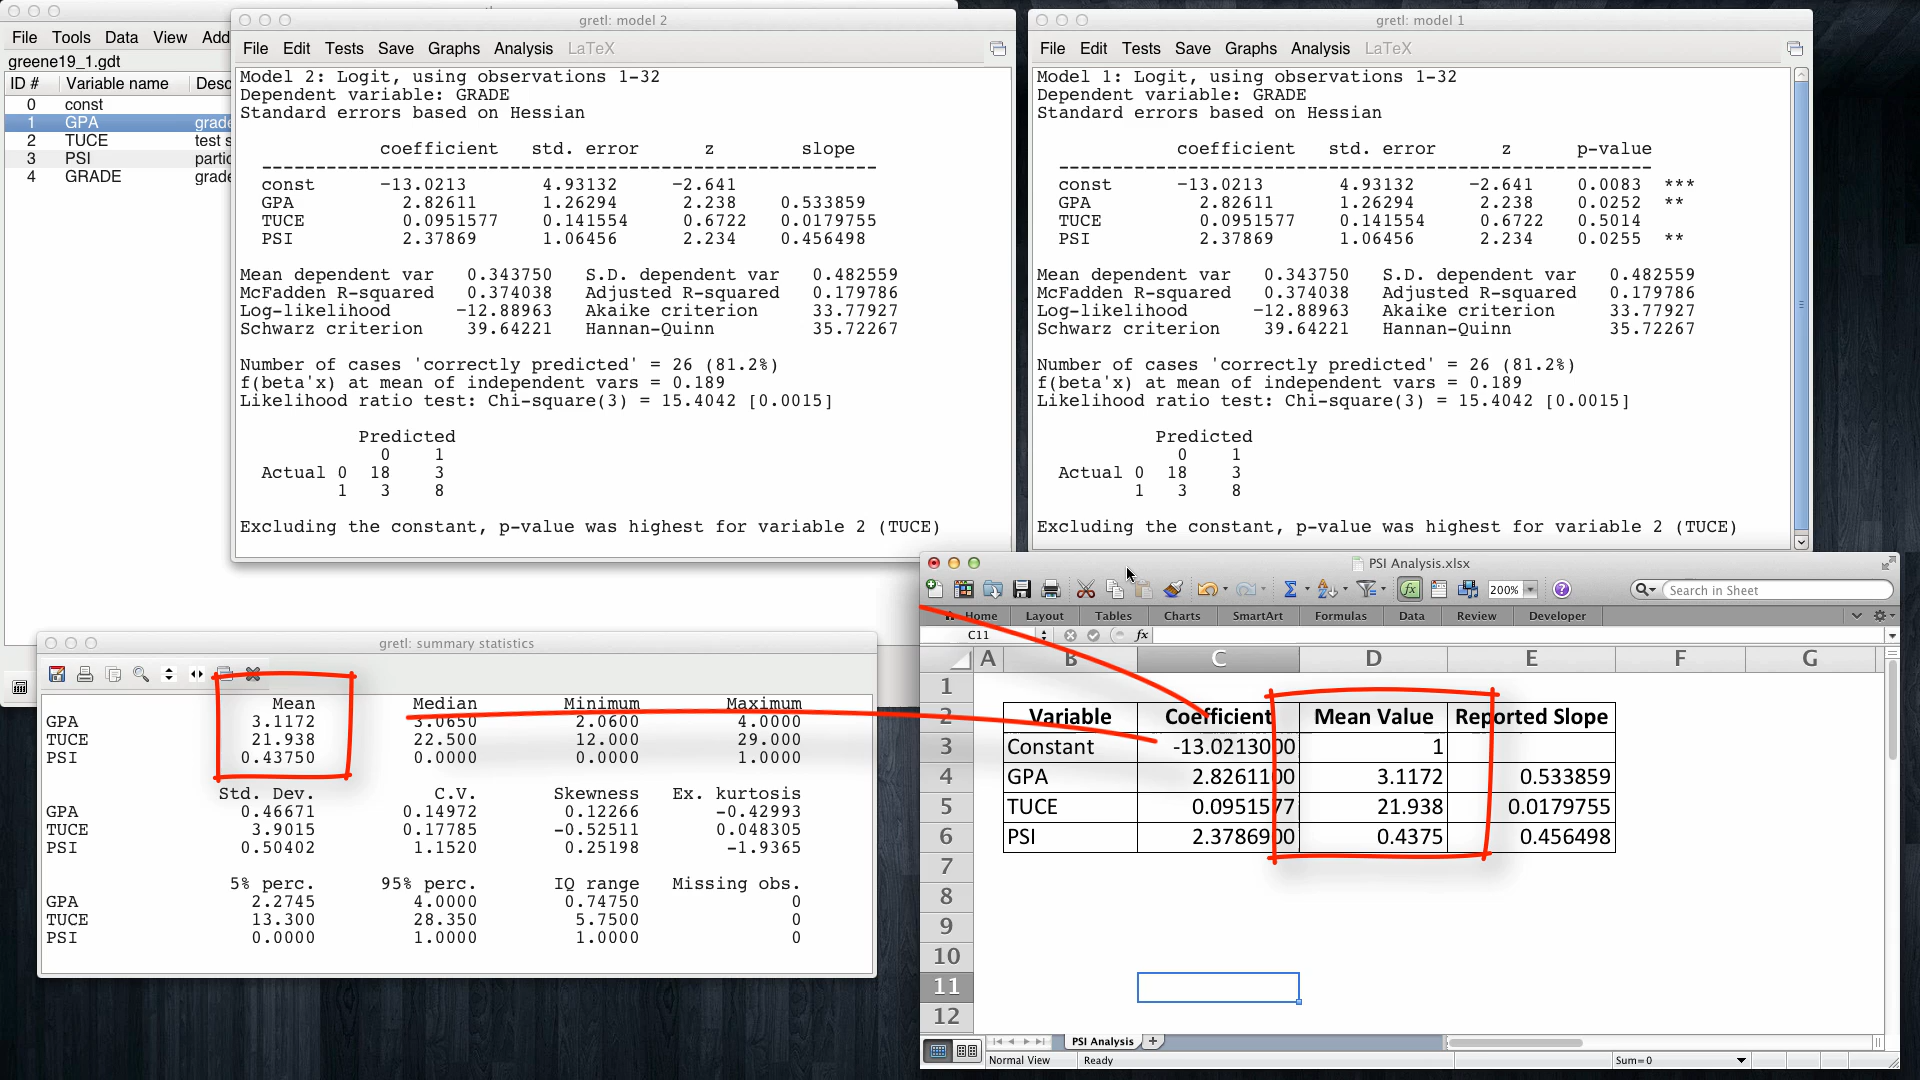 File Tools Data View Add
greene19_1.gdt
ID # Variable name Desc
0 const
1 GPA grade
2 TUCE test s
3 PSI partic
4 GRADE grade
gretl: model 2
File Edit Tests Save Graphs Analysis LaTeX
Model 2: Logit, using observations 1-32
Dependent variable: GRADE
Standard errors based on Hessian
coefficient std. error z slope
const -13.0213 4.93132 -2.641
GPA 2.82611 1.26294 2.238 0.533859
TUCE 0.0951577 0.141554 0.6722 0.0179755
PSI 2.37869 1.06456 2.234 0.456498
Mean dependent var 0.343750 S.D. dependent var 0.482559
McFadden R-squared 0.374038 Adjusted R-squared 0.179786
Log-likelihood -12.88963 Akaike criterion 33.77927
Schwarz criterion 39.64221 Hannan-Quinn 35.72267
Number of cases 'correctly predicted' = 26 (81.2%)
f(beta'x) at mean of independent vars = 0.189
Likelihood ratio test: Chi-square(3) = 15.4042 [0.0015]
Predicted
0 1
Actual 0 18 3
1 3 8
Excluding the constant, p-value was highest for variable 2 (TUCE)
gretl: model 1
File Edit Tests Save Graphs Analysis LaTeX
Model 1: Logit, using observations 1-32
Dependent variable: GRADE
Standard errors based on Hessian
coefficient std. error z p-value
const -13.0213 4.93132 -2.641 0.0083 ***
GPA 2.82611 1.26294 2.238 0.0252 **
TUCE 0.0951577 0.141554 0.6722 0.5014
PSI 2.37869 1.06456 2.234 0.0255 **
Mean dependent var 0.343750 S.D. dependent var 0.482559
McFadden R-squared 0.374038 Adjusted R-squared 0.179786
Log-likelihood -12.88963 Akaike criterion 33.77927
Schwarz criterion 39.64221 Hannan-Quinn 35.72267
Number of cases 'correctly predicted' = 26 (81.2%)
f(beta'x) at mean of independent vars = 0.189
Likelihood ratio test: Chi-square(3) = 15.4042 [0.0015]
Predicted
0 1
Actual 0 18 3
1 3 8
Excluding the constant, p-value was highest for variable 2 (TUCE)
gretl: summary statistics
Mean Median Minimum Maximum
GPA 3.1172 3.0650 2.0600 4.0000
TUCE 21.938 22.500 12.000 29.000
PSI 0.43750 0.0000 0.0000 1.0000
Std. Dev. C.V. Skewness Ex. kurtosis
GPA 0.46671 0.14972 0.12266 -0.42993
TUCE 3.9015 0.17785 -0.52511 0.048305
PSI 0.50402 1.1520 0.25198 -1.9365
5% perc. 95% perc. IQ range Missing obs.
GPA 2.2745 4.0000 0.74750 0
TUCE 13.300 28.350 5.7500 0
PSI 0.0000 1.0000 1.0000 0
PSI Analysis.xlsx
200% Search in Sheet
Home Layout Tables Charts SmartArt Formulas Data Review Developer
C11 fx
A B C D E F G
1
2 Variable Coefficient Mean Value Reported Slope
3 Constant -13.0213000 1
4 GPA 2.8261100 3.1172 0.533859
5 TUCE 0.0951577 21.938 0.0179755
6 PSI 2.3786900 0.4375 0.456498
7
8
9
10
11
12
PSI Analysis
Normal View Ready Sum=0